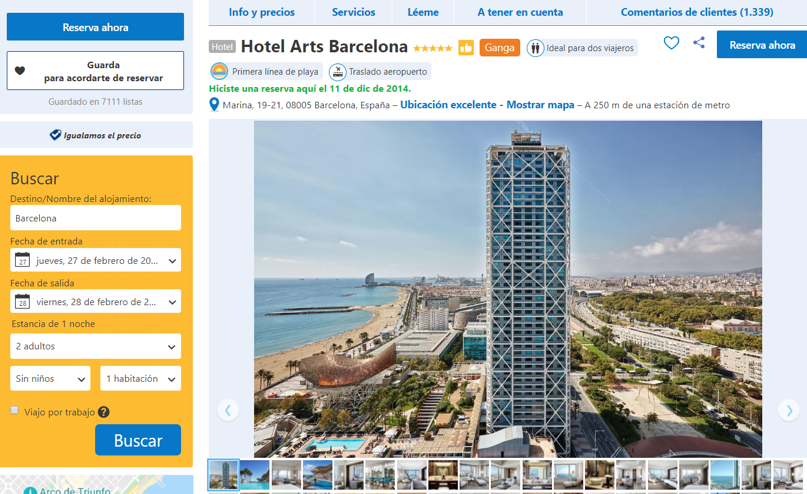 Info y precios
Servicios
Léeme
A tener en cuenta
Comentarios de clientes (1.339)
Reserva ahora
Guarda
para acordarte de reservar
Guardado en 7111 listas
Igualamos el precio
Buscar
Destino/Nombre del alojamiento:
Barcelona
Fecha de entrada
27 jueves, 27 de febrero de 20...
Fecha de salida
28 viernes, 28 de febrero de 2...
Estancia de 1 noche
2 adultos
Sin niños
1 habitación
Viajo por trabajo ?
Buscar
Arco de Triunfo
Hotel Hotel Arts Barcelona Ganga Ideal para dos viajeros
Reserva ahora
Primera línea de playa Traslado aeropuerto
Hiciste una reserva aquí el 11 de dic de 2014.
Marina, 19-21, 08005 Barcelona, España – Ubicación excelente - Mostrar mapa – A 250 m de una estación de metro